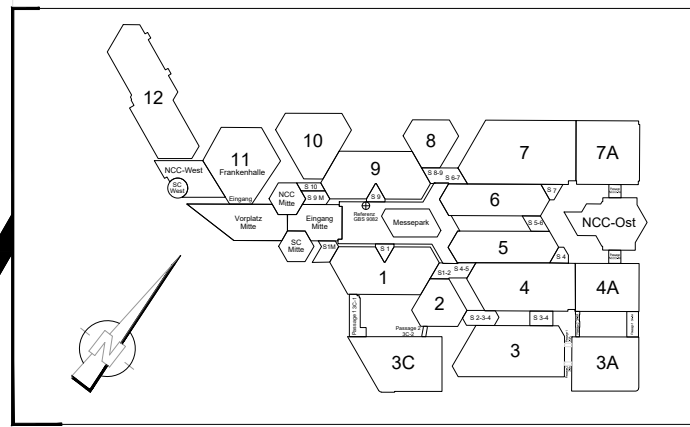 12
NCC-West
SC
West
11
Frankenhalle
Eingang
10
8
9
S 8-9
S 6-7
7
7A
S 10
S 9 M
S 9
NCC
Mitte
Vorplatz
Mitte
Eingang
Mitte
Referenz
GBS 9082
Messepark
6
S 7
S 5-6
NCC-Ost
SC
Mitte
S1M
S 1
5
S 4
1
S1-2
S 4-5
4
4A
2
S 2-3-4
S 3-4
Passage 1 3C-1
Passage 2
3C-2
3C
3
3A
N